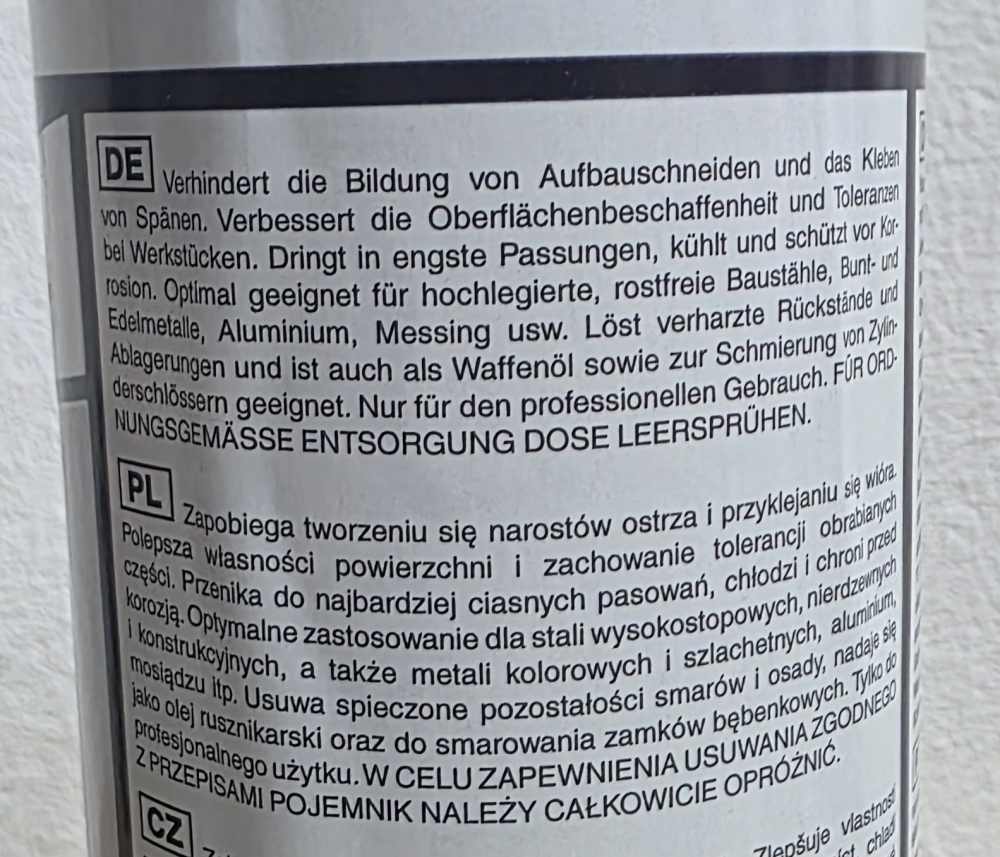 DE Verhindert die Bildung von Aufbauschneiden und das Kleben
von Spänen. Verbessert die Oberflächenbeschaffenheit und Toleranzen
bei Werkstücken. Dringt in engste Passungen, kühlt und schützt vor Kor-
rosion. Optimal geeignet für hochlegierte, rostfreie Baustähle, Bunt- und
Edelmetalle, Aluminium, Messing usw. Löst verharzte Rückstände und
Ablagerungen und ist auch als Waffenöl sowie zur Schmierung von Zylin-
derschlössern geeignet. Nur für den professionellen Gebrauch. FÜR ORD-
NUNGSGEMÄSSE ENTSORGUNG DOSE LEERSPRÜHEN.
PL Zapobiega tworzeniu się narostów ostrza i przyklejaniu się wióra.
Polepsza własności powierzchni i zachowanie tolerancji obrabianych
części. Przenika do najbardziej ciasnych pasowań, chłodzi i chroni przed
korozją. Optymalne zastosowanie dla stali wysokostopowych, nierdzewnych
i konstrukcyjnych, a także metali kolorowych i szlachetnych, aluminium,
mosiądzu itp. Usuwa spieczone pozostałości smarów i osady, nadaje się
jako olej rusznikarski oraz do smarowania zamków bębenkowych. Tylko do
profesjonalnego użytku. W CELU ZAPEWNIENIA USUWANIA ZGODNEGO
Z PRZEPISAMI POJEMNIK NALEŻY CAŁKOWICIE OPRÓŻNIĆ.
CZ Zlepšuje vlastnosti